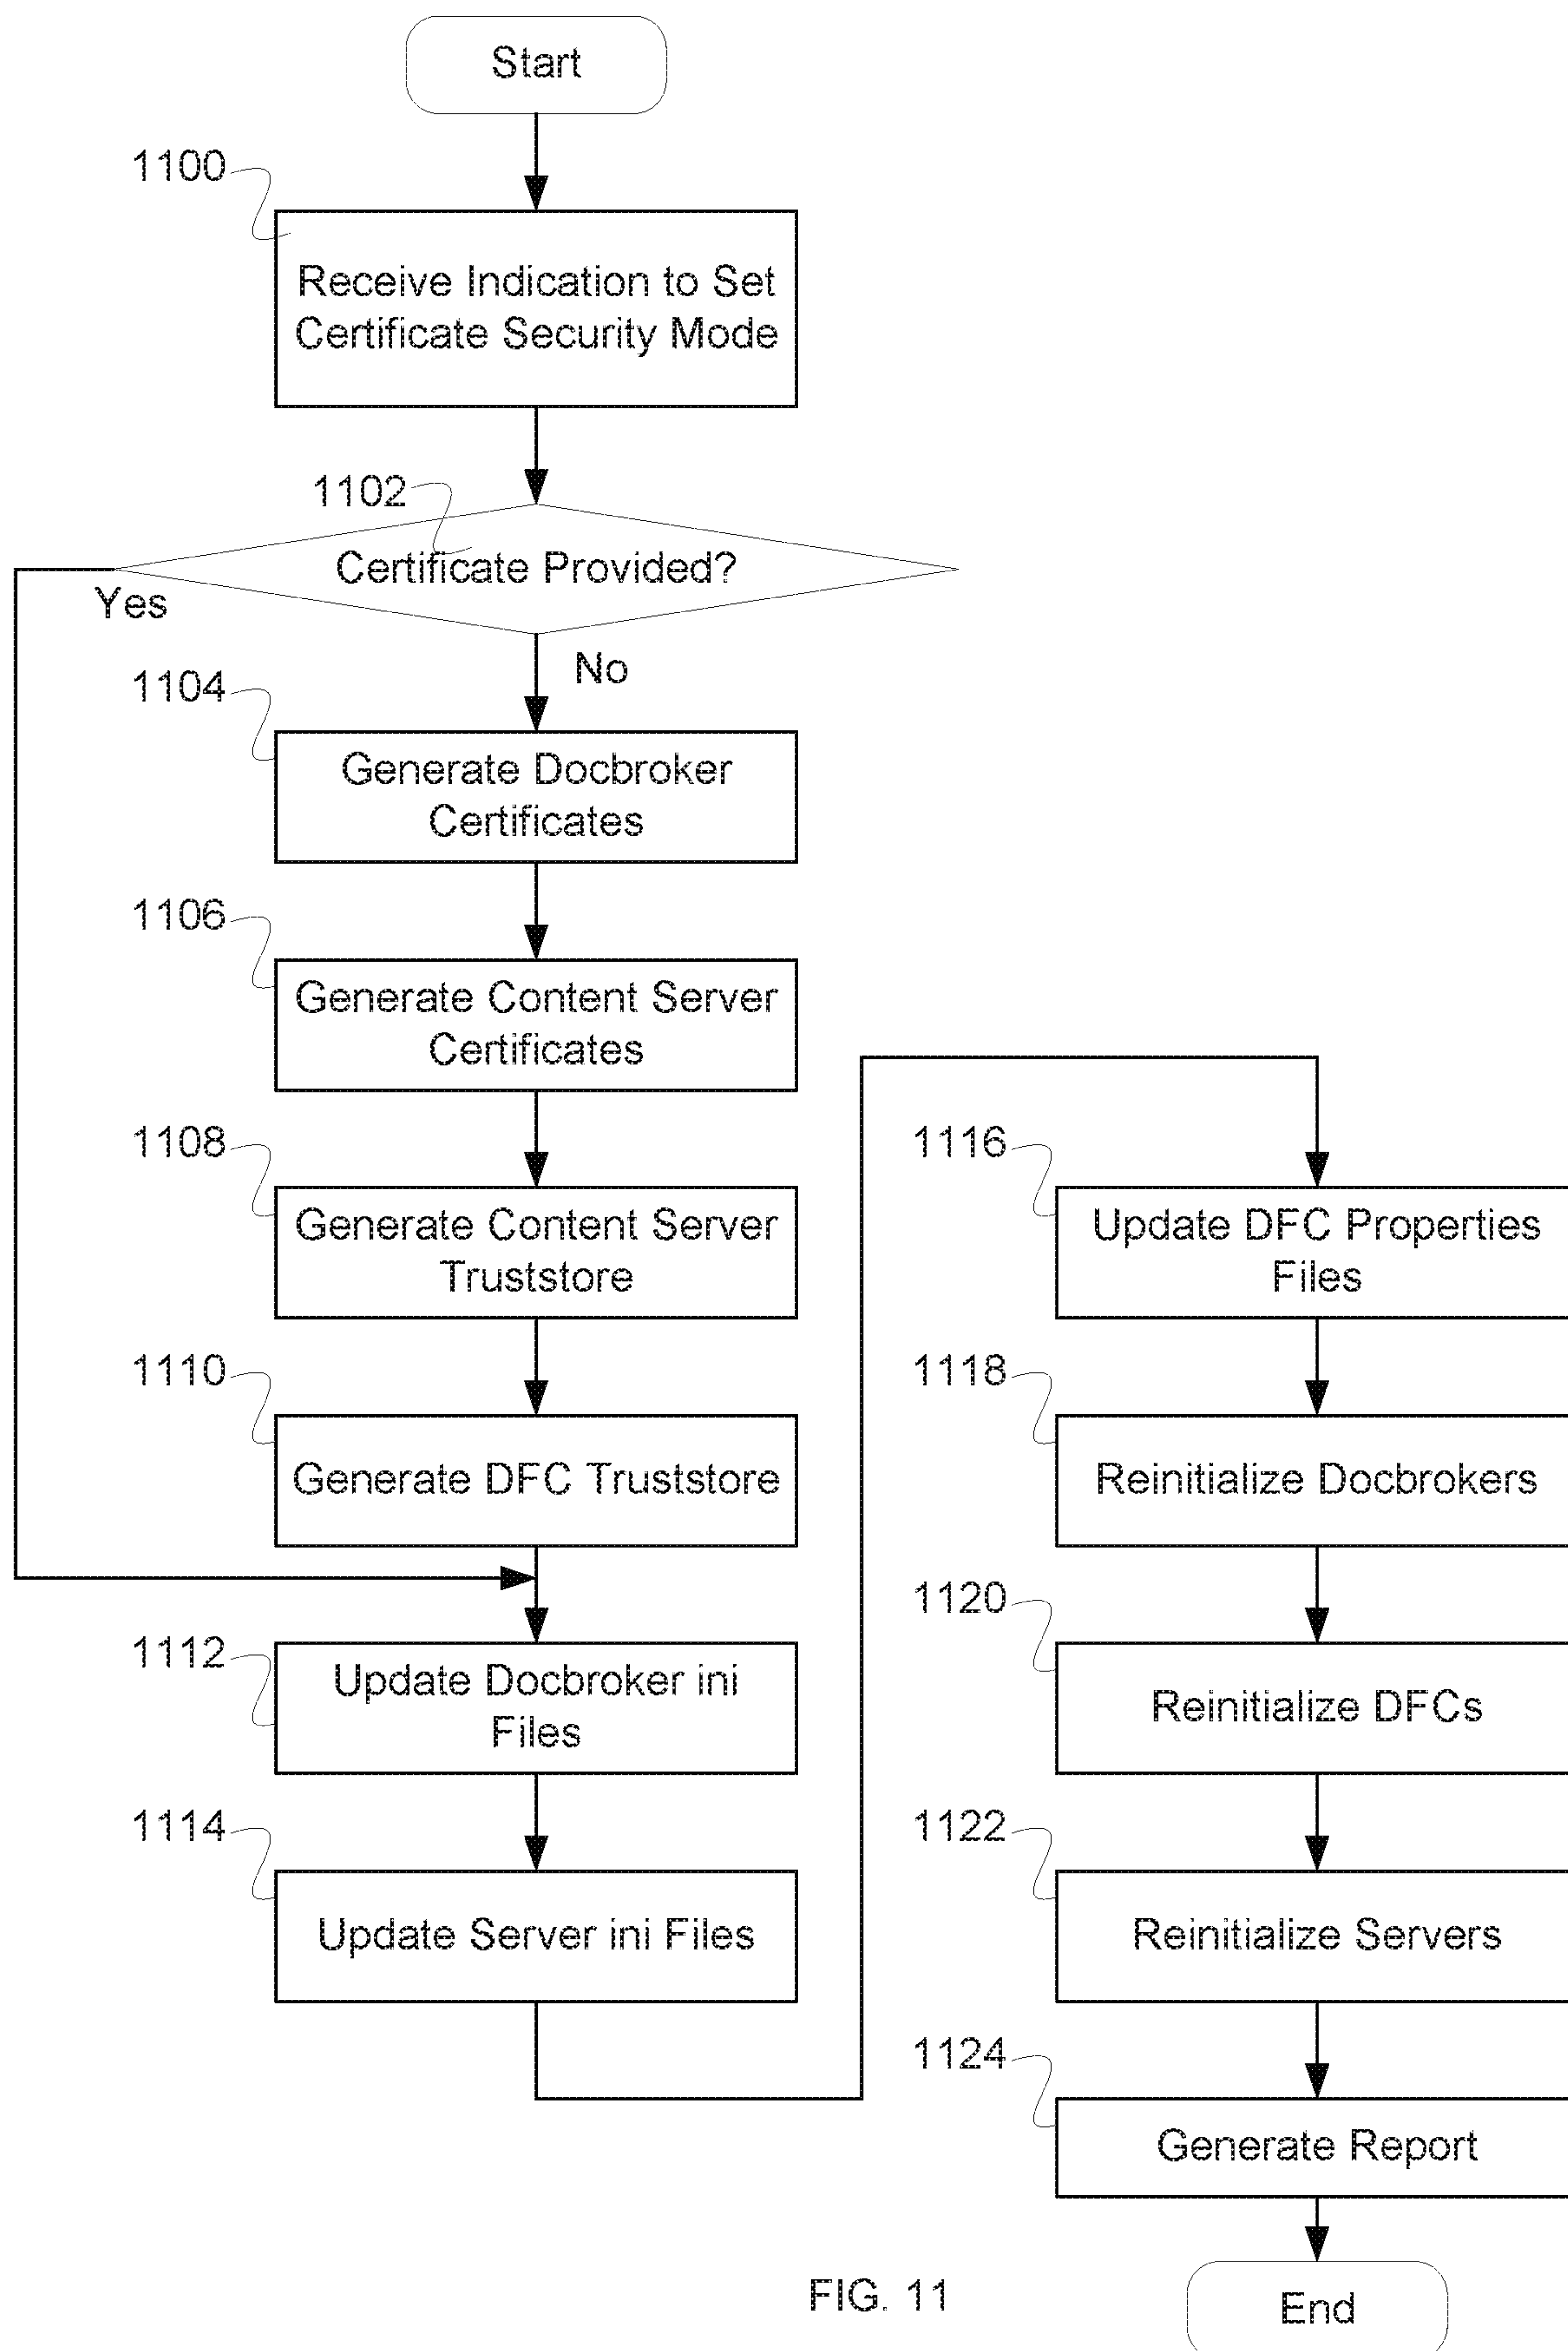 Start
1100
Receive Indication to Set
Certificate Security Mode
1102
Certificate Provided?
Yes
No
1104
Generate Docbroker
Certificates
1106
Generate Content Server
Certificates
1108
Generate Content Server
Truststore
1110
Generate DFC Truststore
1112
Update Docbroker ini
Files
1114
Update Server ini Files
1116
Update DFC Properties
Files
1118
Reinitialize Docbrokers
1120
Reinitialize DFCs
1122
Reinitialize Servers
1124
Generate Report
End
FIG. 11